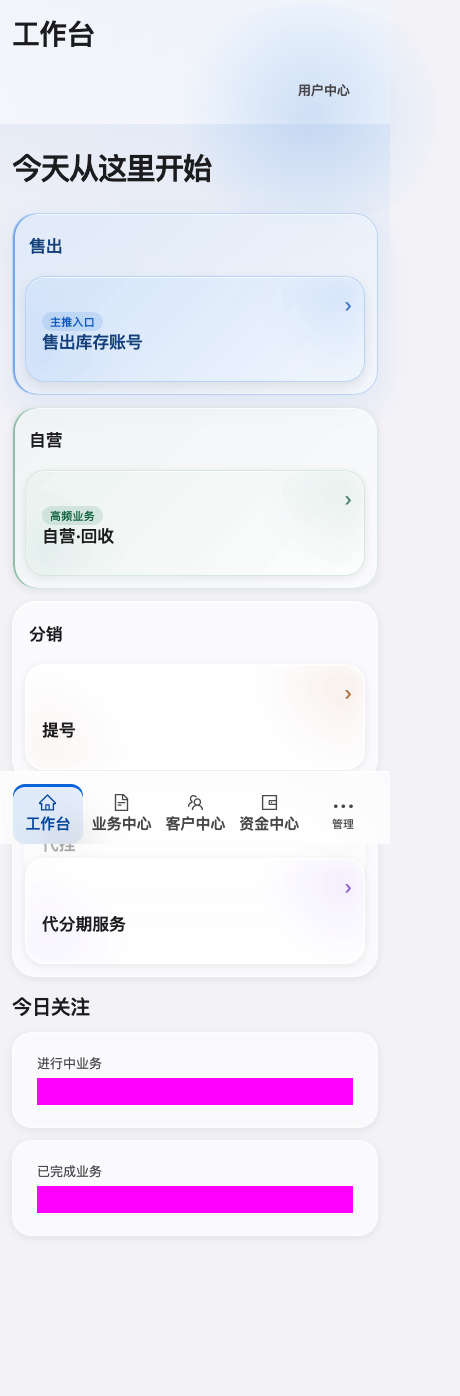 工作台
用户中心
今天从这里开始
售出
主推入口
售出库存账号
自营
高频业务
自营·回收
分销
提号
工作台
业务中心
客户中心
资金中心
管理
代挂
代分期服务
今日关注
进行中业务
已完成业务